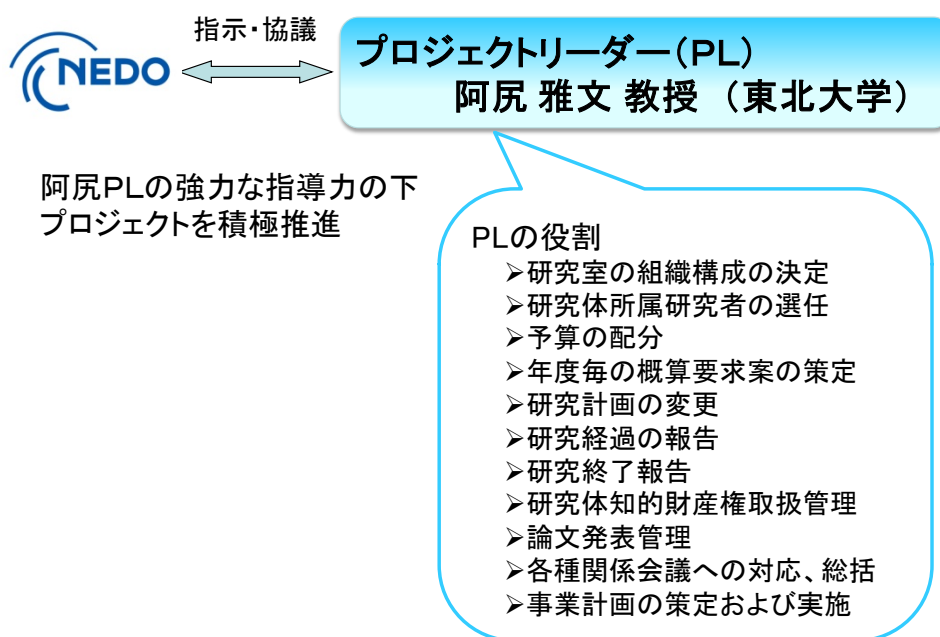 指示・協議
NEDO
プロジェクトリーダー(PL)
阿尻 雅文 教授 (東北大学)
阿尻PLの強力な指導力の下
プロジェクトを積極推進
PLの役割
➢研究室の組織構成の決定
➢研究体所属研究者の選任
➢予算の配分
➢年度毎の概算要求案の策定
➢研究計画の変更
➢研究経過の報告
➢研究終了報告
➢研究体知的財産権取扱管理
➢論文発表管理
➢各種関係会議への対応、総括
➢事業計画の策定および実施